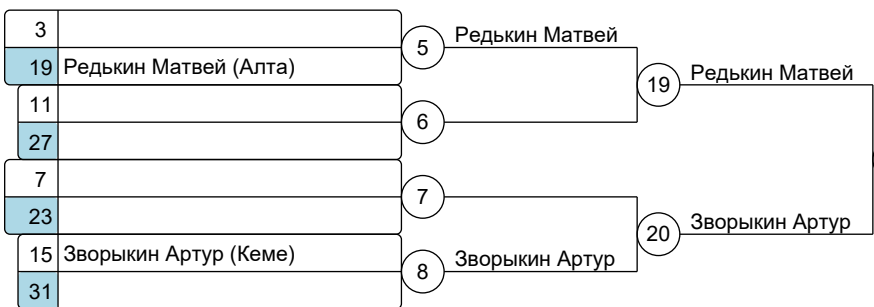 3
5 Редькин Матвей
19 Редькин Матвей (Алта)
19 Редькин Матвей
11
6
27
7
7
23
20 Зворыкин Артур
15 Зворыкин Артур (Кеме)
8 Зворыкин Артур
31